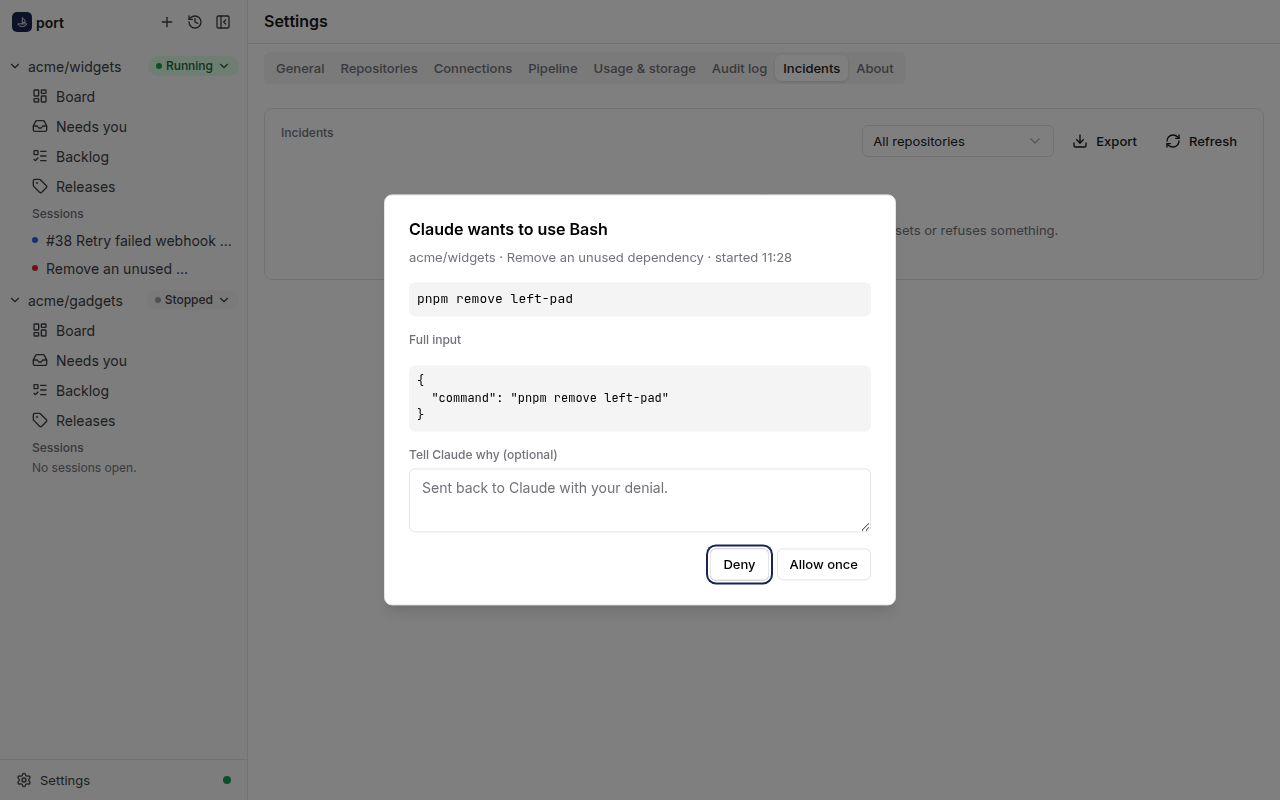 port
acme/widgets
Running
Board
Needs you
Backlog
Releases
Sessions
#38 Retry failed webhook ...
Remove an unused ...
acme/gadgets
Stopped
Board
Needs you
Backlog
Releases
Sessions
No sessions open.
Settings
Settings
General
Repositories
Connections
Pipeline
Usage & storage
Audit log
Incidents
About
Incidents
All repositories
Export
Refresh
sets or refuses something.
Claude wants to use Bash
acme/widgets · Remove an unused dependency · started 11:28
pnpm remove left-pad
Full input
{
"command": "pnpm remove left-pad"
}
Tell Claude why (optional)
Sent back to Claude with your denial.
Deny
Allow once